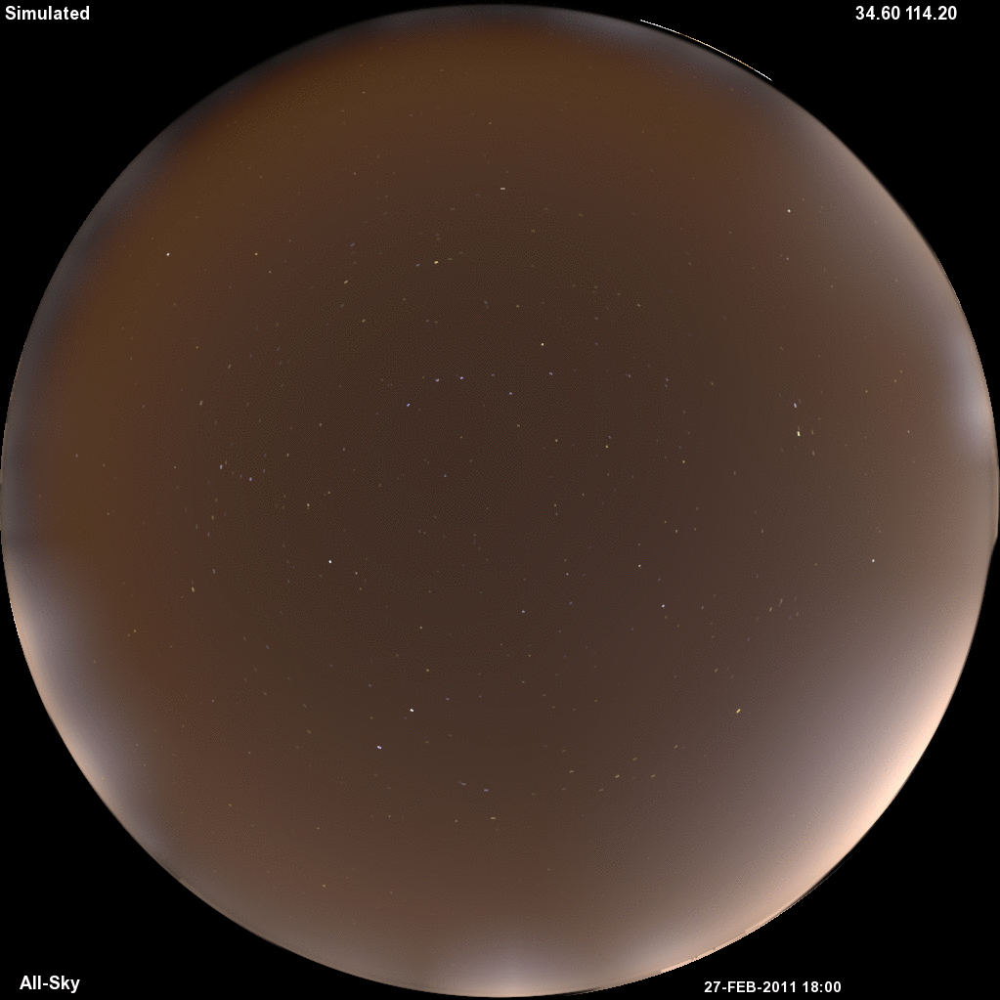 Simulated
34.60 114.20
All-Sky
27-FEB-2011 18:00